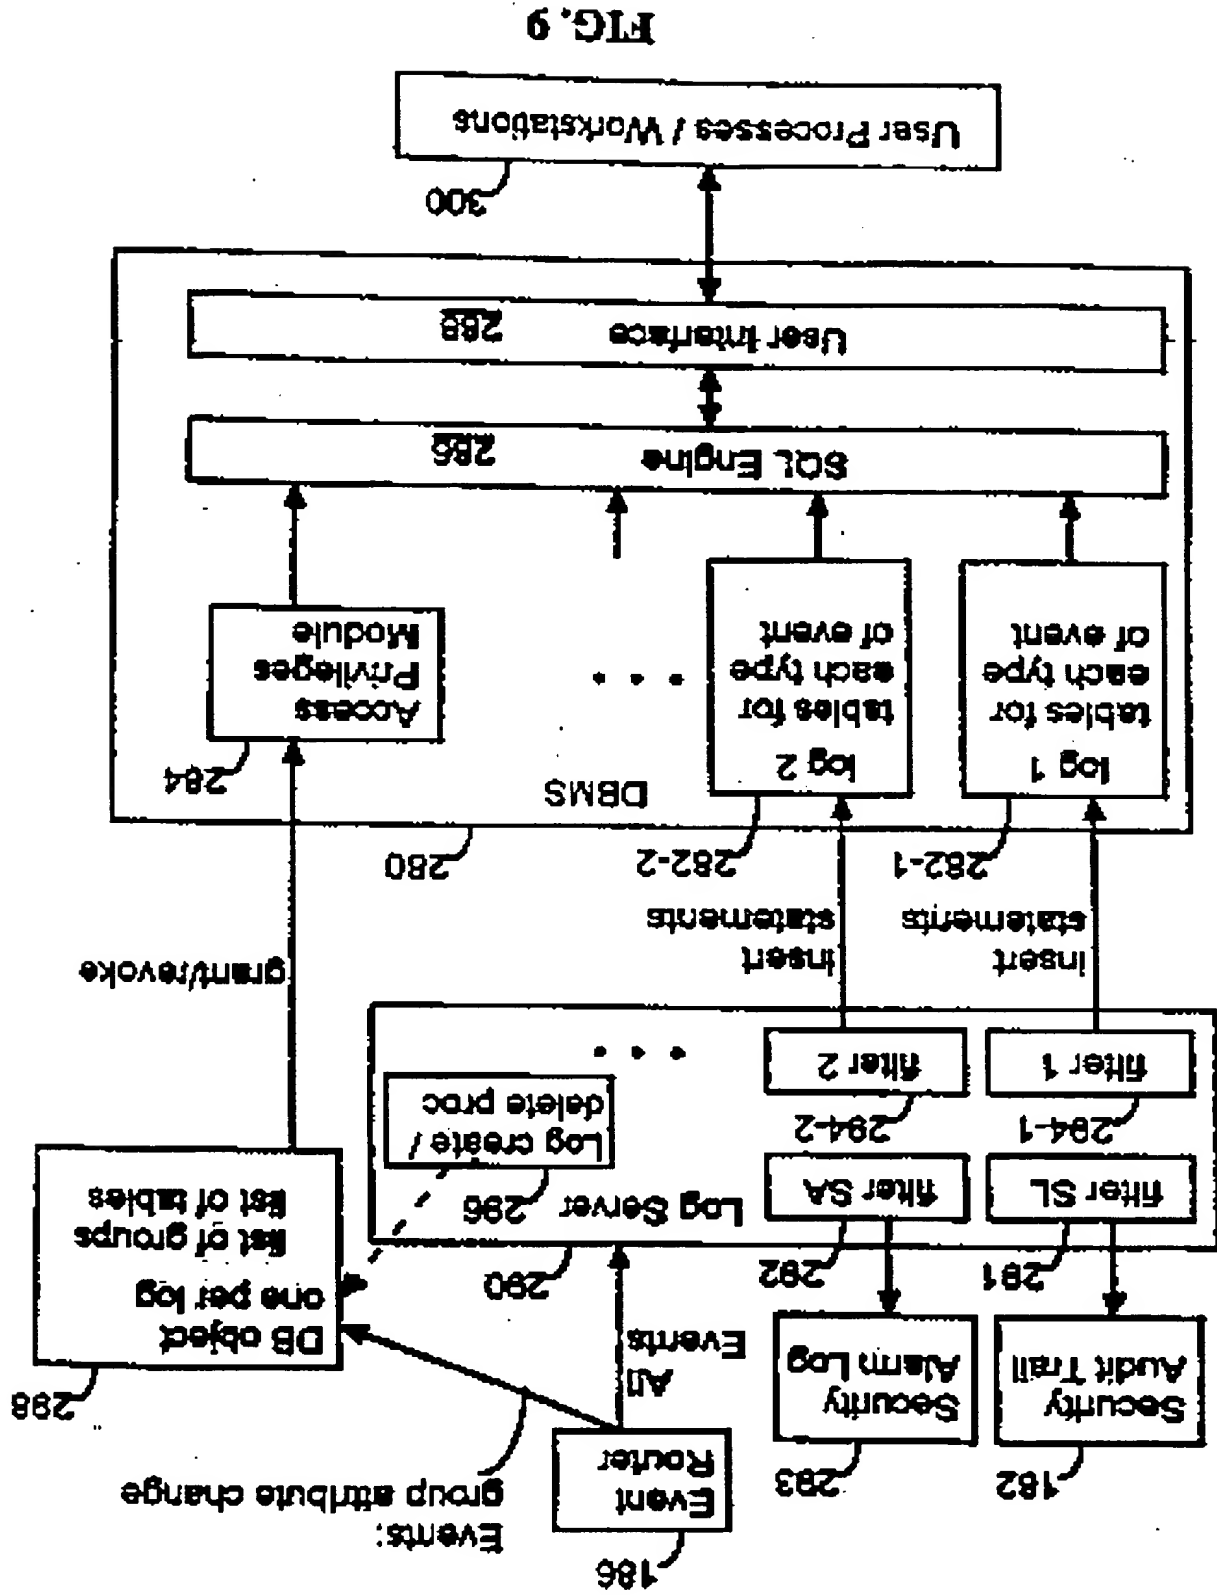 186
Event
Router
Events:
group attribute change
182
Security
Audit Trail
293
Security
Alarm Log
All
Events
298
DB object
one per log
list of groups
list of tables
291
292
290
filter SL
filter SA
Log Server
296
Log create /
delete proc
294-1
294-2
filter 1
filter 2
• • •
insert
statements
insert
statements
grant/revoke
282-1
282-2
280
log 1
tables for
each type
of event
log 2
tables for
each type
of event
DBMS
• • •
284
Access
Privileges
Module
SQL Engine 286
User Interface 288
300
User Processes / Workstations
FIG. 9